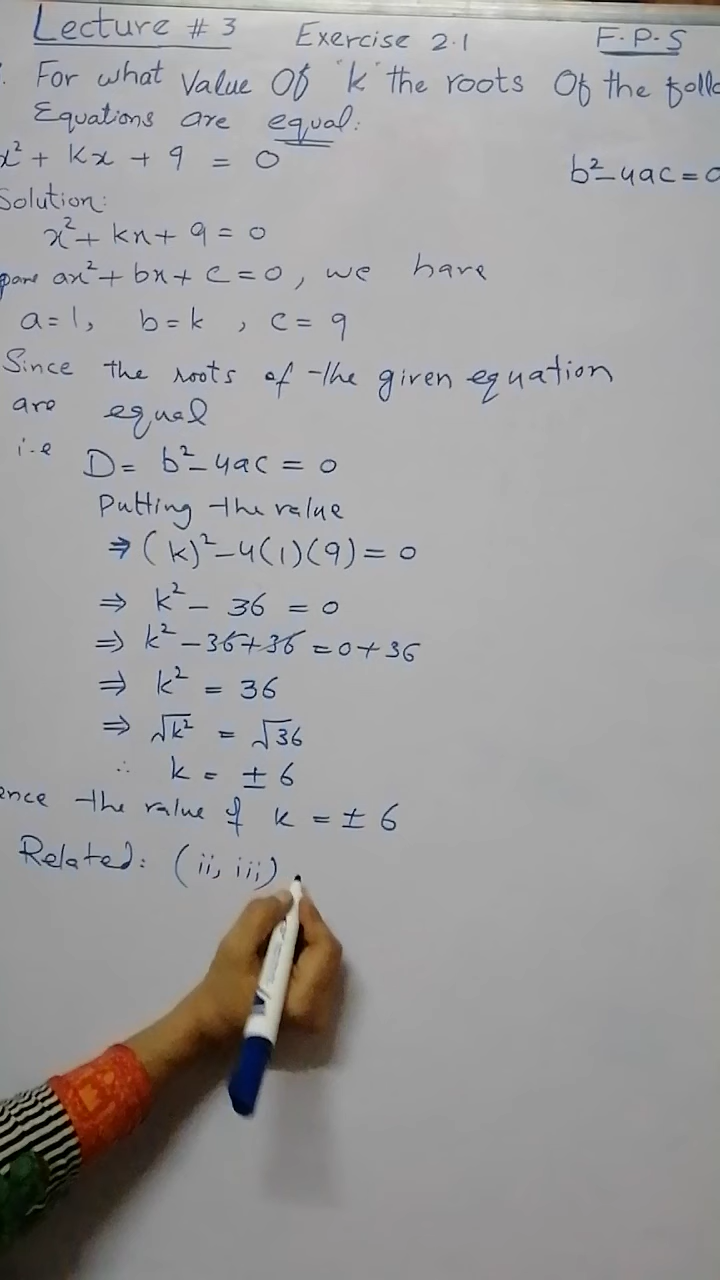 Lecture # 3 Exercise 2.1 F.P.S
For what Value Of "k" the roots Of the
Equations are equal:
x² + kx + 9 = 0 b²-4ac=0
Solution:
x²+ kx+ 9 = 0
ax²+ bx+ c = 0, we have
a=1, b=k, c= 9
Since the roots of the given equation
are equal
i.e D= b²-4ac = 0
Putting the value
⇒ (k)²-4(1)(9)= 0
⇒ k² - 36 = 0
⇒ k² -36+36 =0+36
⇒ k² = 36
⇒ √k² = √36
∴ k = ± 6
the value of k = ± 6
Related: (ii, iii)